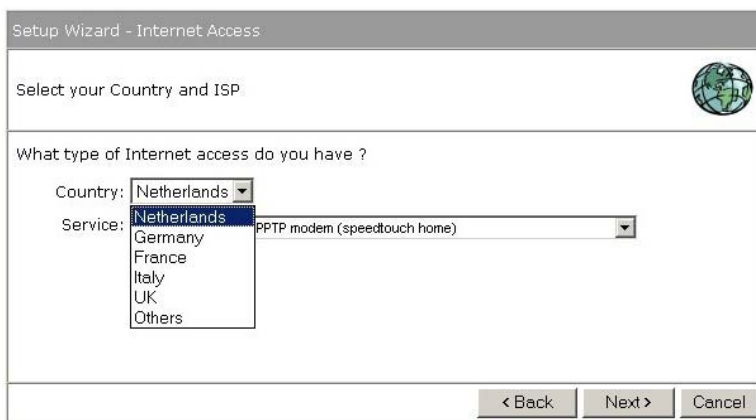 Setup Wizard - Internet Access
Select your Country and ISP
What type of Internet access do you have ?
Country: Netherlands
Netherlands
Service: PPTP modem (speedtouch home)
Germany
France
Italy
UK
Others
< Back Next > Cancel